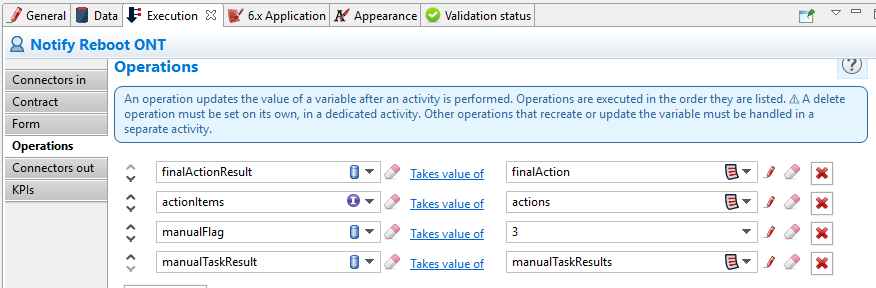 General Data Execution 6.x Application Appearance Validation status
Notify Reboot ONT
Connectors in
Contract
Form
Operations
Connectors out
KPIs
Operations
An operation updates the value of a variable after an activity is performed. Operations are executed in the order they are listed. ⚠ A delete
operation must be set on its own, in a dedicated activity. Other operations that recreate or update the variable must be handled in a
separate activity.
finalActionResult Takes value of finalAction
actionItems Takes value of actions
manualFlag Takes value of 3
manualTaskResult Takes value of manualTaskResults